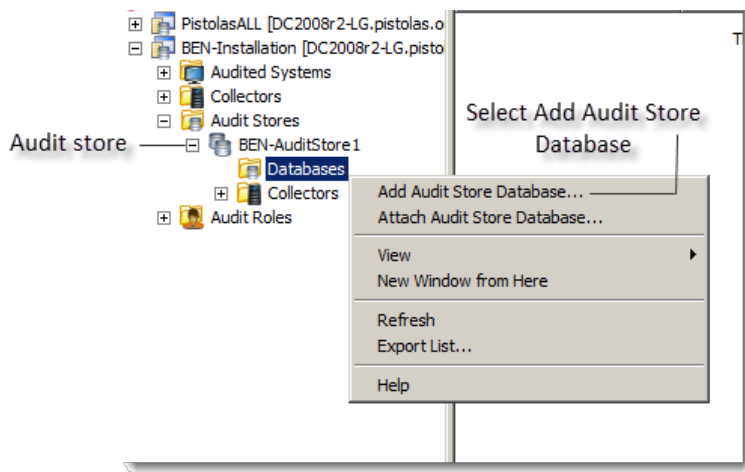 PistolasALL [DC2008r2-LG.pistolas.o
BEN-Installation [DC2008r2-LG.pisto
Audited Systems
Collectors
Audit Stores
BEN-AuditStore1
Databases
Collectors
Audit Roles
Audit store
Select Add Audit Store
Database
Add Audit Store Database...
Attach Audit Store Database...
View
New Window from Here
Refresh
Export List...
Help